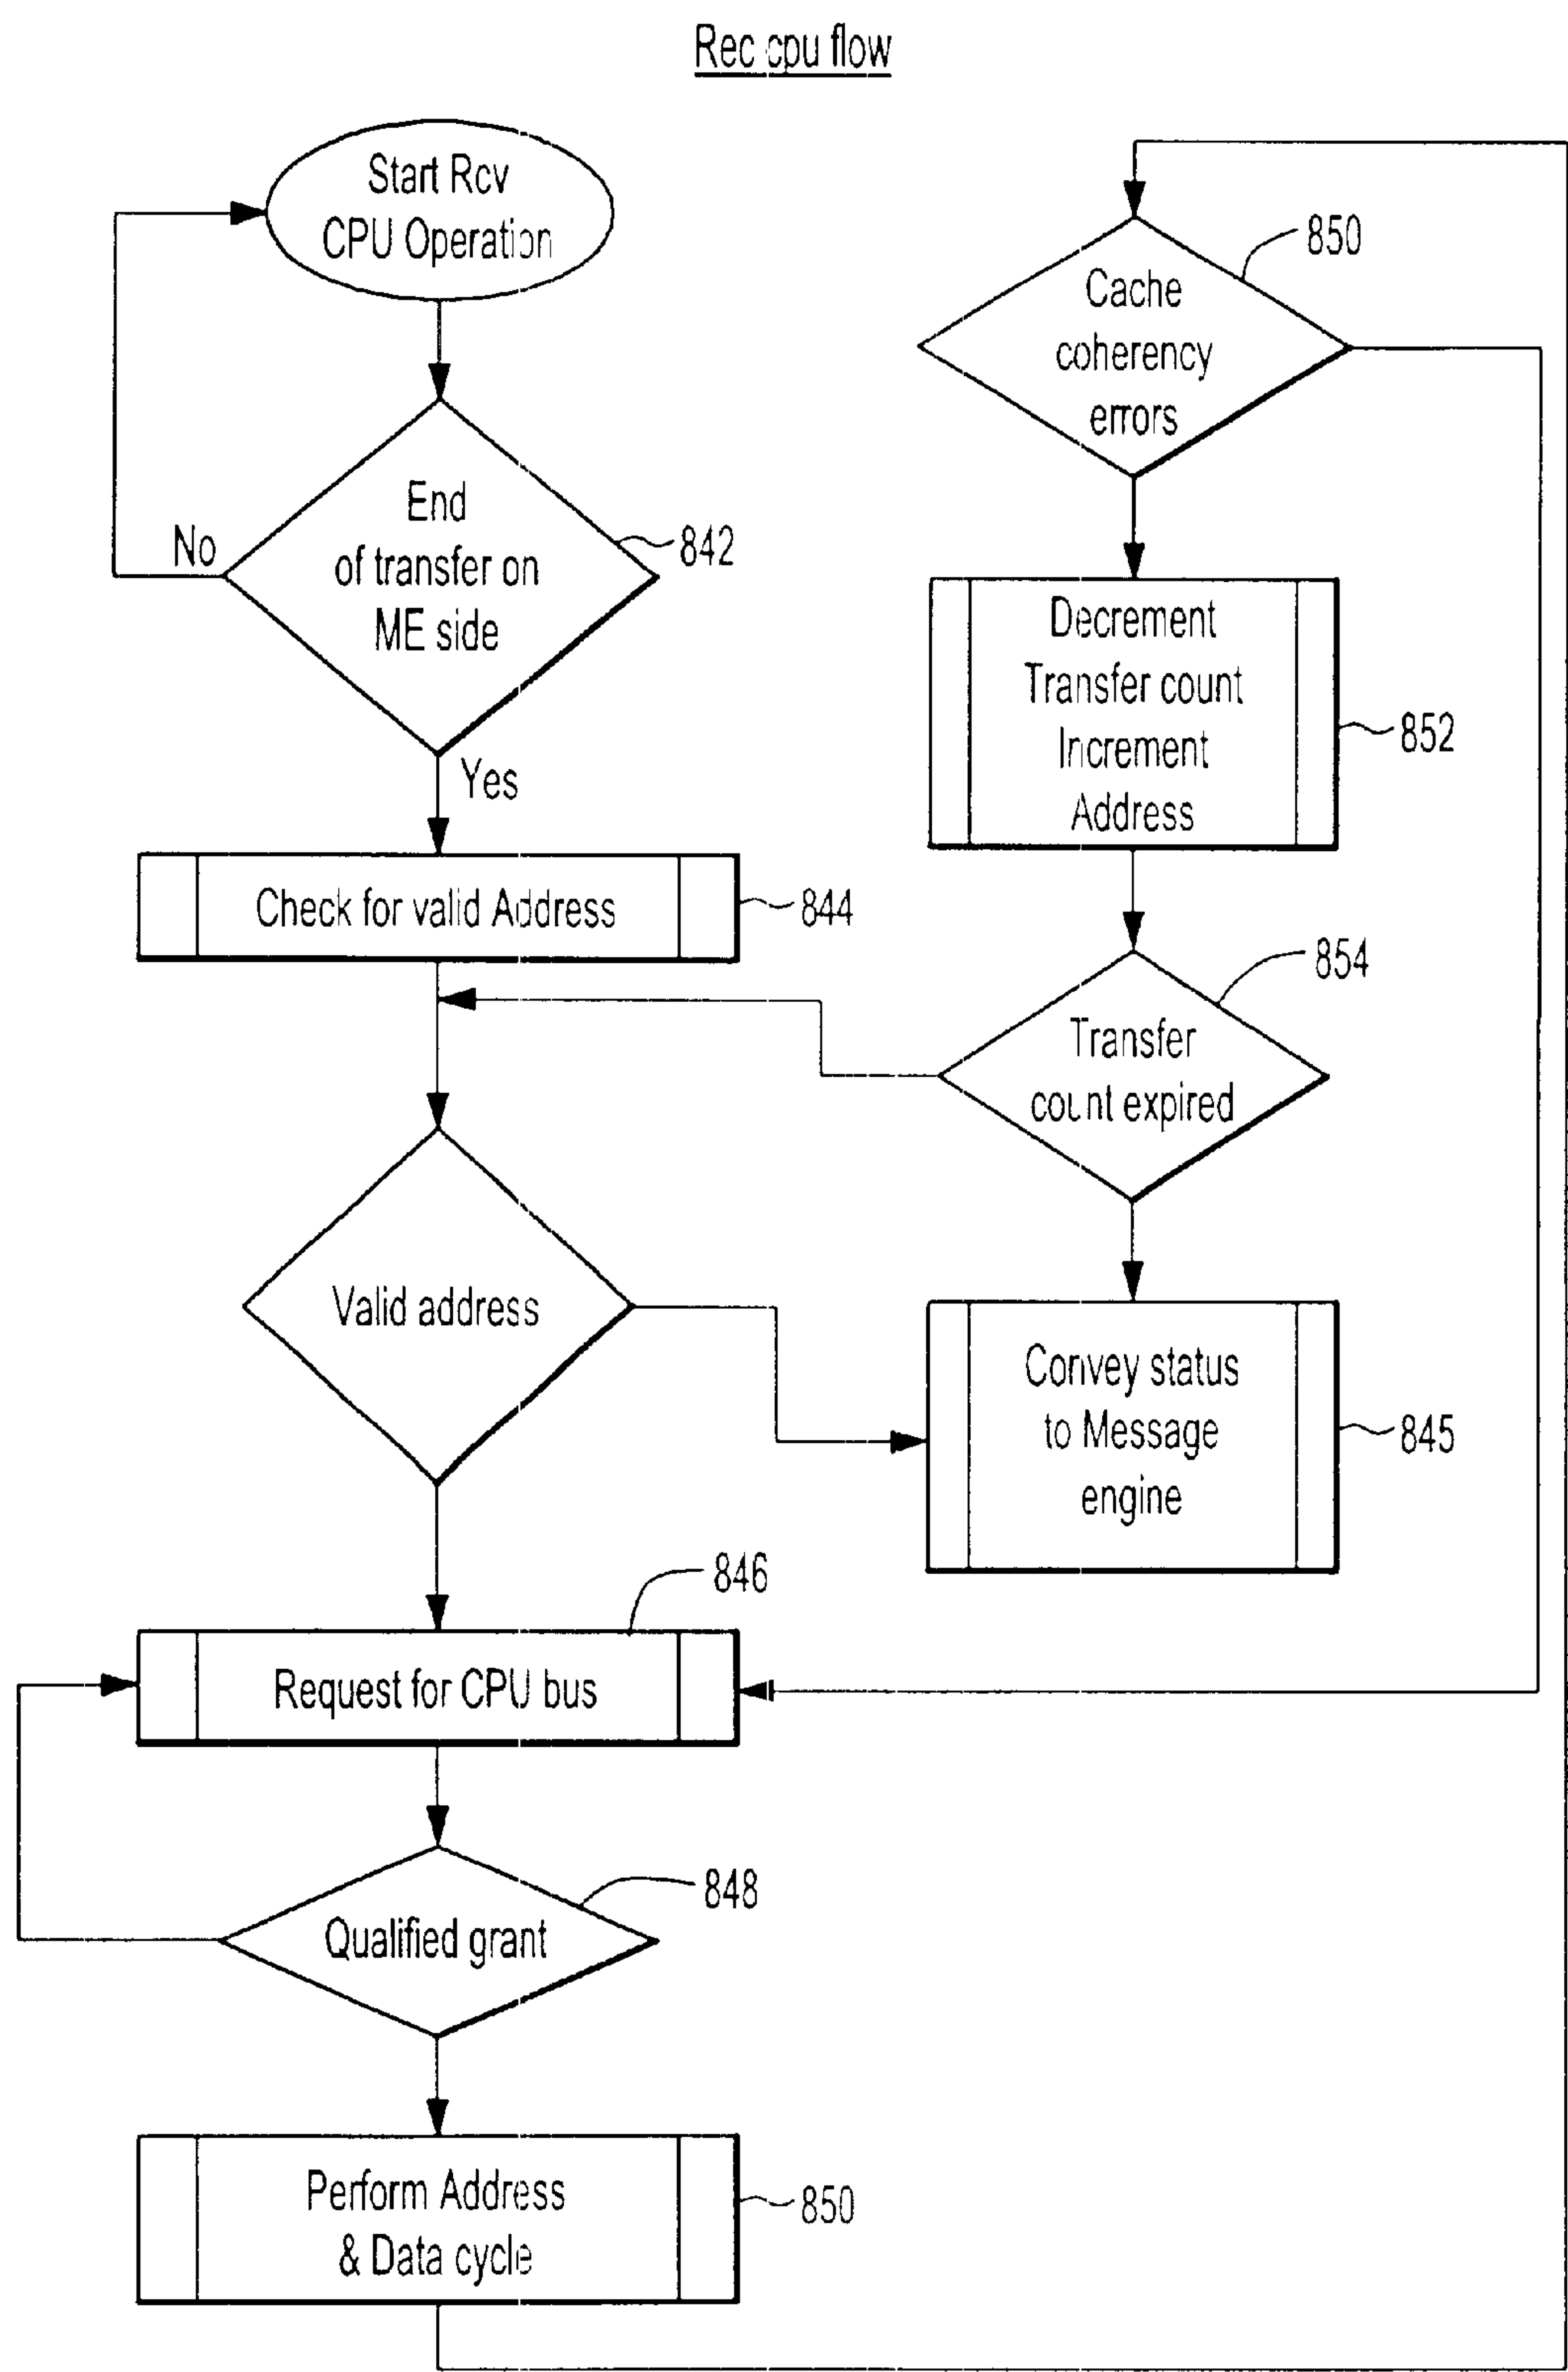 Rec cpu flow
Start Rcv
CPU Operation
End
of transfer on
ME side
842
No
Yes
Check for valid Address
844
Valid address
Request for CPU bus
846
Qualified grant
848
Perform Address
& Data cycle
850
Cache
coherency
errors
850
Decrement
Transfer count
Increment
Address
852
Transfer
count expired
854
Convey status
to Message
engine
845